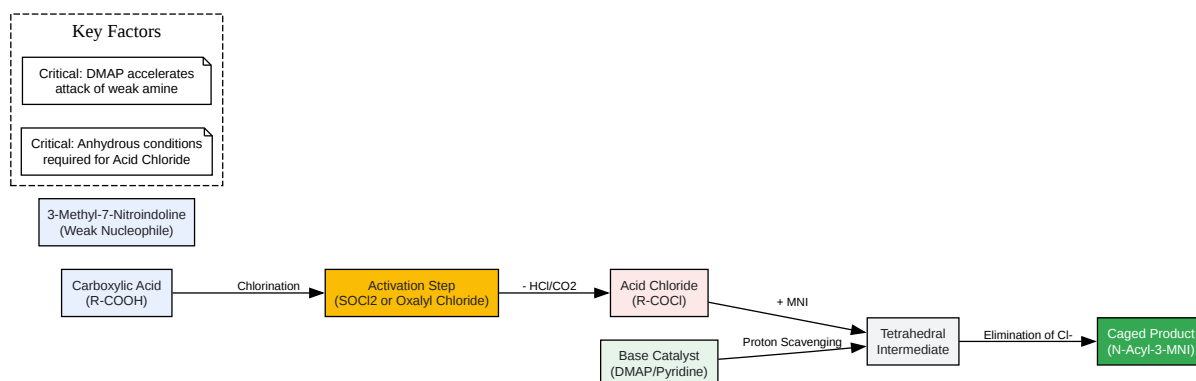 Key Factors
Critical: DMAP accelerates
attack of weak amine
Critical: Anhydrous conditions
required for Acid Chloride
3-Methyl-7-Nitroindoline
(Weak Nucleophile)
Carboxylic Acid
(R-COOH)
Chlorination
Activation Step
(SOCl2 or Oxalyl Chloride)
- HCl/CO2
Acid Chloride
(R-COCl)
+ MNI
Base Catalyst
(DMAP/Pyridine)
Proton Scavenging
Tetrahedral
Intermediate
Elimination of Cl-
Caged Product
(N-Acyl-3-MNI)